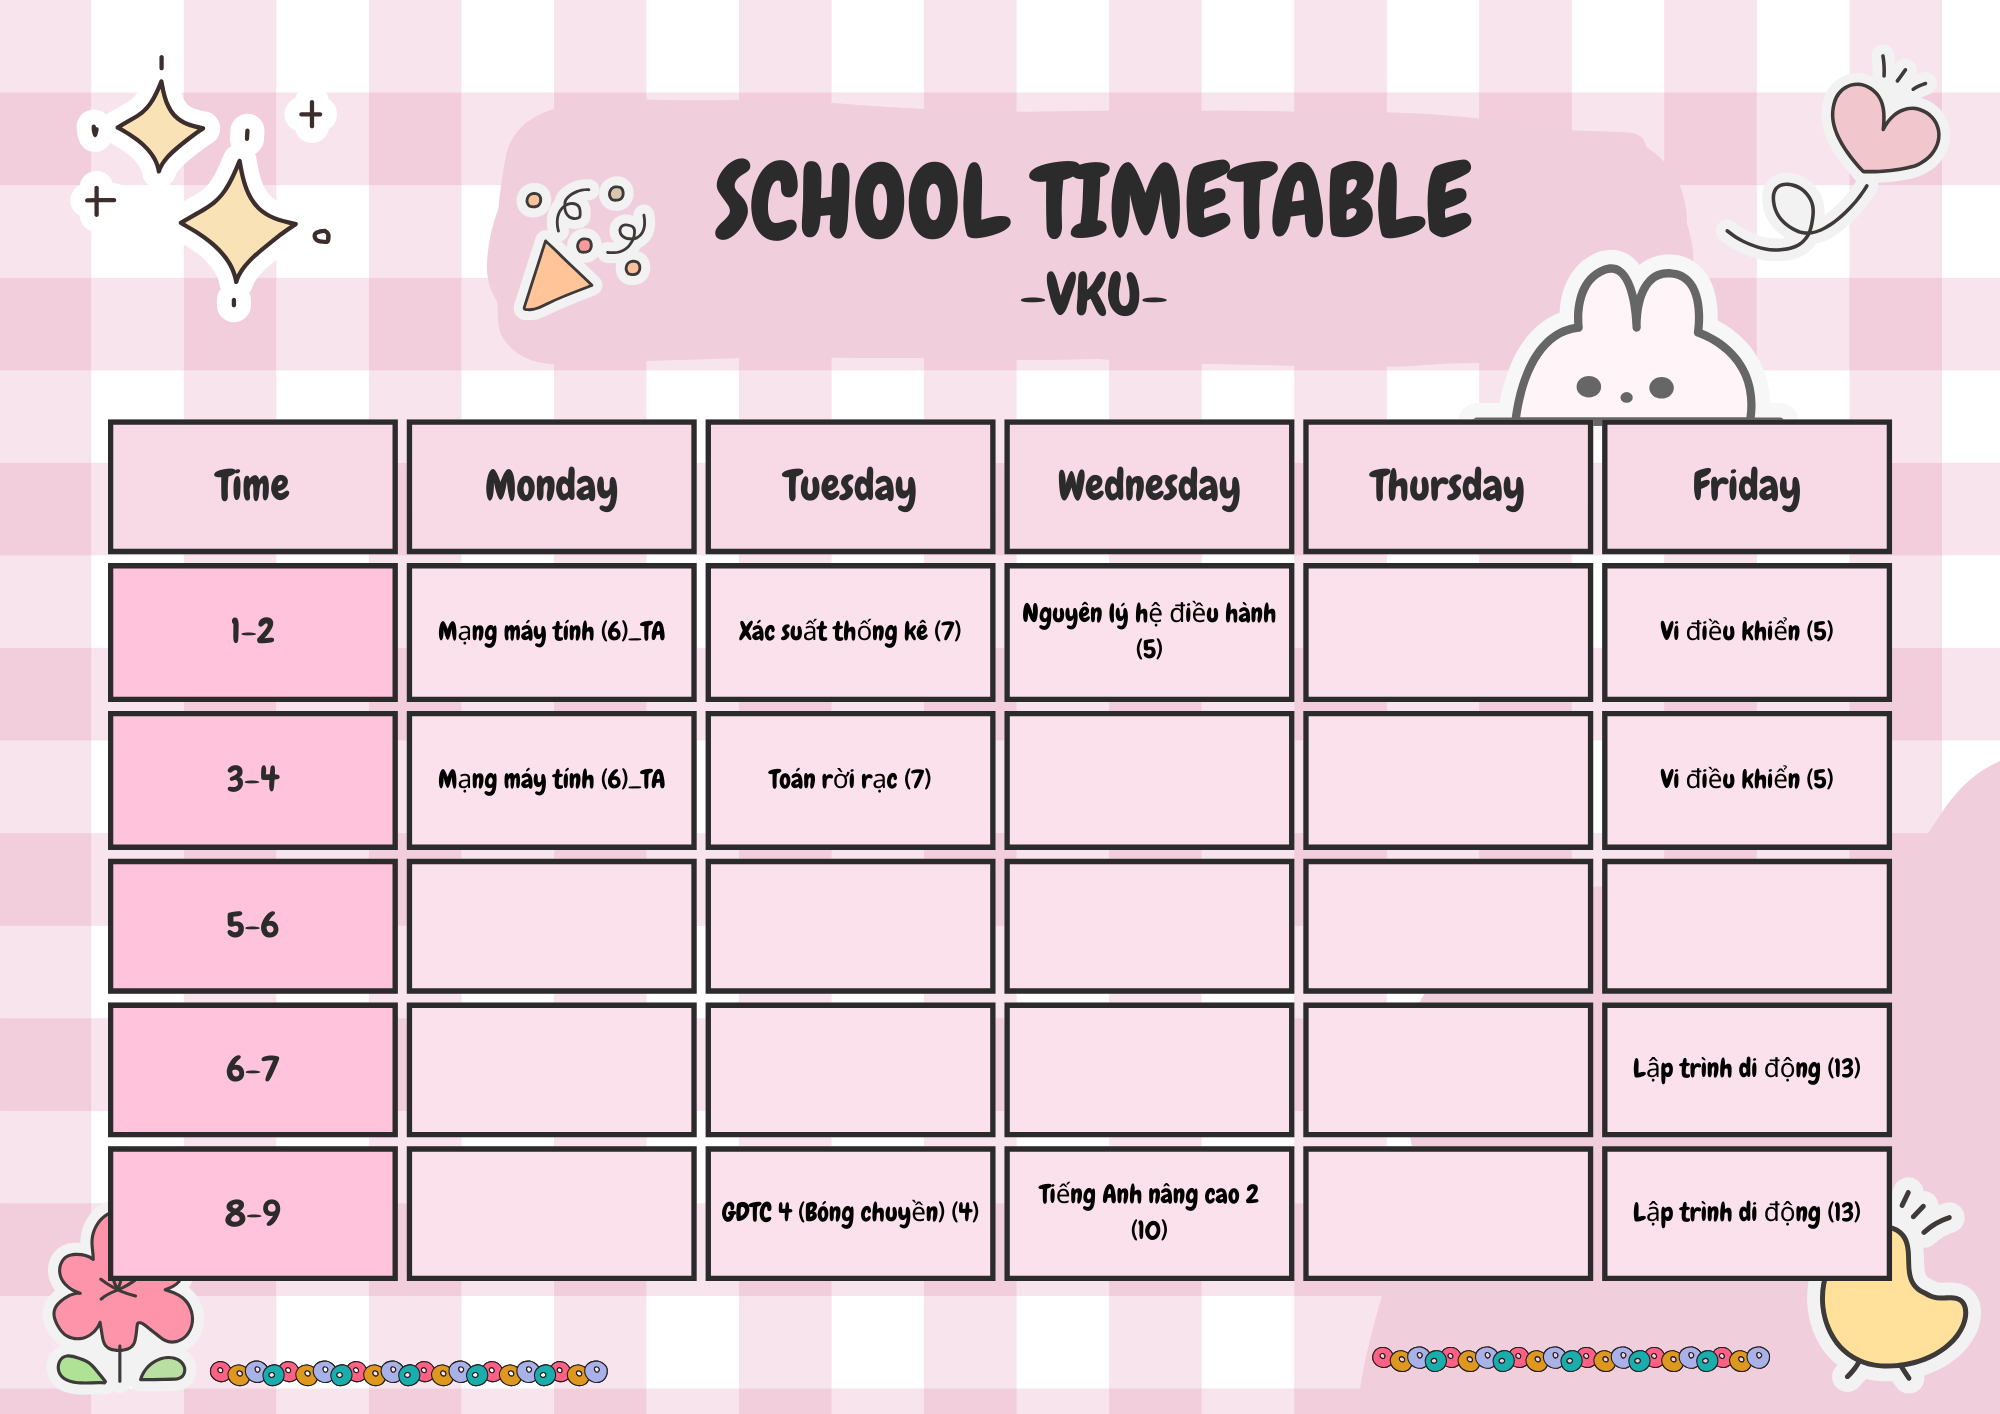 SCHOOL TIMETABLE
-VKU-
Time
Monday
Tuesday
Wednesday
Thursday
Friday
1-2
Mạng máy tính (6)_TA
Xác suất thống kê (7)
Nguyên lý hệ điều hành
(5)
Vi điều khiển (5)
3-4
Mạng máy tính (6)_TA
Toán rời rạc (7)
Vi điều khiển (5)
5-6
6-7
Lập trình di động (13)
8-9
GDTC 4 (Bóng chuyền) (4)
Tiếng Anh nâng cao 2
(10)
Lập trình di động (13)